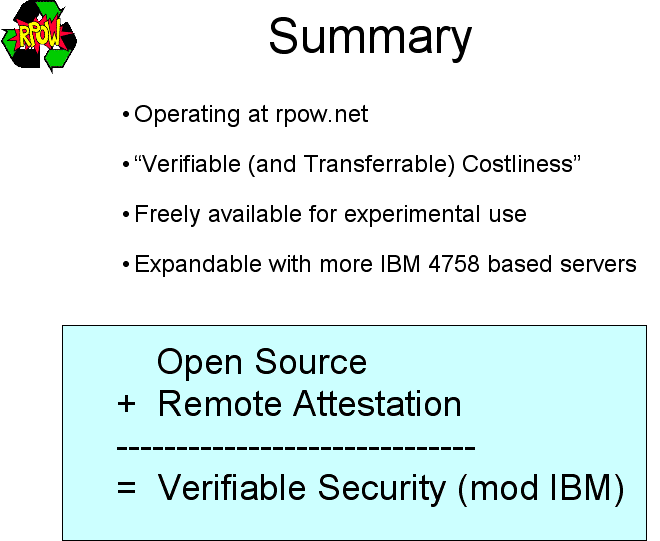 RPOW
Summary
• Operating at rpow.net
• “Verifiable (and Transferrable) Costliness”
• Freely available for experimental use
• Expandable with more IBM 4758 based servers
Open Source
+ Remote Attestation
------------------------------
= Verifiable Security (mod IBM)